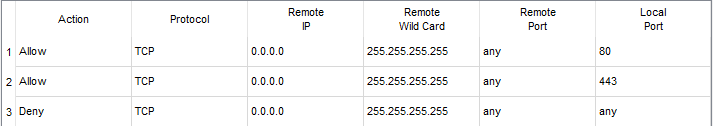 Action Protocol Remote IP Remote Wild Card Remote Port Local Port
1 Allow TCP 0.0.0.0 255.255.255.255 any 80
2 Allow TCP 0.0.0.0 255.255.255.255 any 443
3 Deny TCP 0.0.0.0 255.255.255.255 any any